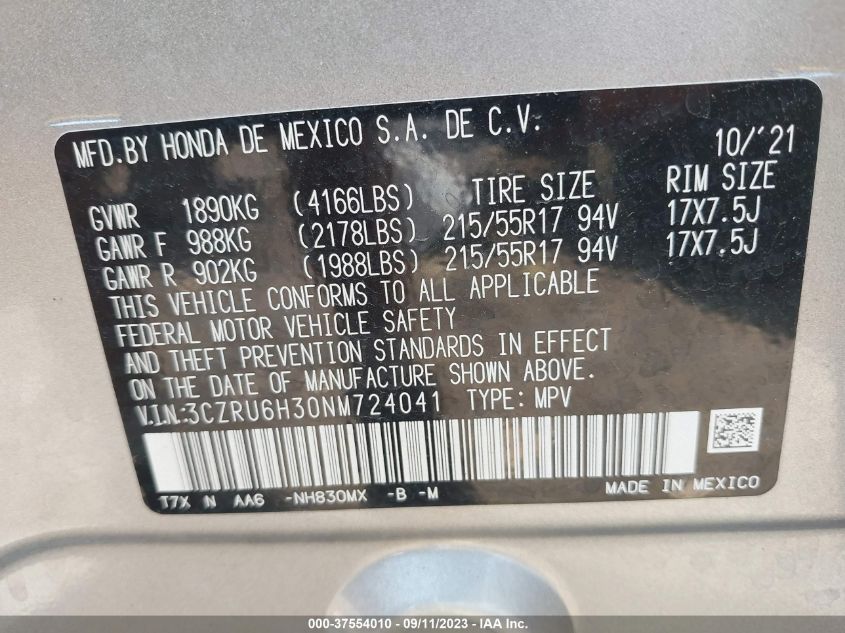 MFD.BY HONDA DE MEXICO S.A. DE C.V. 10/'21
GVWR 1890KG (4166LBS) TIRE SIZE RIM SIZE
GAWR F 988KG (2178LBS) 215/55R17 94V 17X7.5J
GAWR R 902KG (1988LBS) 215/55R17 94V 17X7.5J
THIS VEHICLE CONFORMS TO ALL APPLICABLE
FEDERAL MOTOR VEHICLE SAFETY
AND THEFT PREVENTION STANDARDS IN EFFECT
ON THE DATE OF MANUFACTURE SHOWN ABOVE.
V.I.N:3CZRU6H30NM724041 TYPE: MPV
T7X N AA6 -NH830MX -B -M MADE IN MEXICO
000-37554010 - 09/11/2023 - IAA Inc.